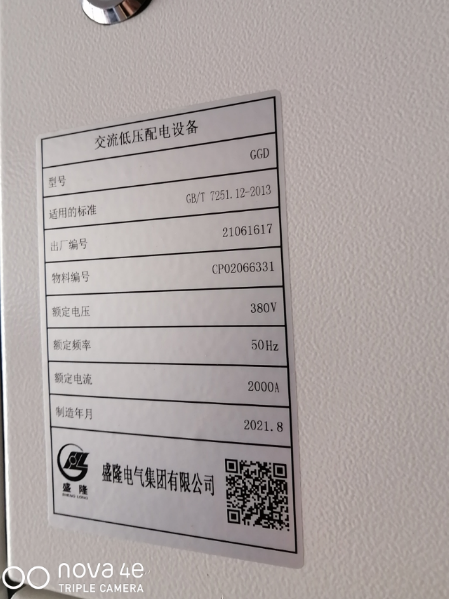 交流低压配电设备
型号 GGD
适用的标准 GB/T 7251.12-2013
出厂编号 21061617
物料编号 CP02066331
额定电压 380V
额定频率 50Hz
额定电流 2000A
制造年月 2021.8
盛隆
盛隆电气集团有限公司
nova 4e
TRIPLE CAMERA